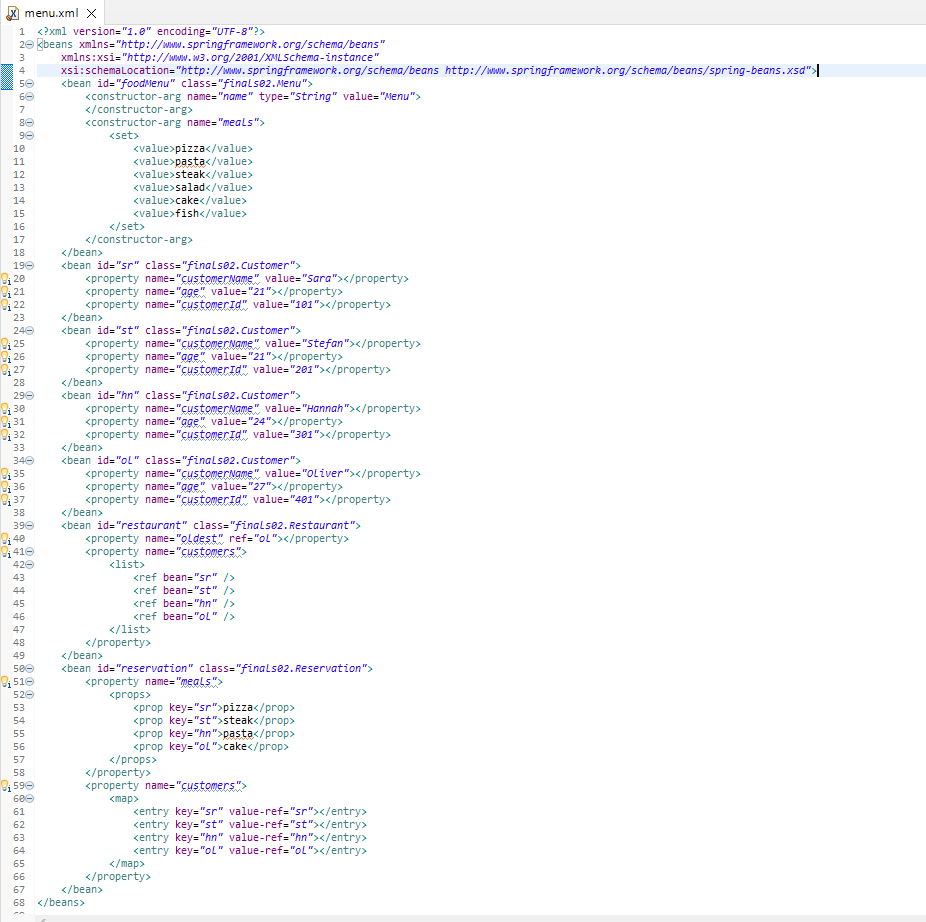 menu.xml
1 <?xml version="1.0" encoding="UTF-8"?>
2 <beans xmlns="http://www.springframework.org/schema/beans"
3     xmlns:xsi="http://www.w3.org/2001/XMLSchema-instance"
4     xsi:schemaLocation="http://www.springframework.org/schema/beans http://www.springframework.org/schema/beans/spring-beans.xsd">
5     <bean id="foodMenu" class="finals02.Menu">
6         <constructor-arg name="name" type="String" value="Menu">
7         </constructor-arg>
8         <constructor-arg name="meals">
9             <set>
10                 <value>pizza</value>
11                 <value>pasta</value>
12                 <value>steak</value>
13                 <value>salad</value>
14                 <value>cake</value>
15                 <value>fish</value>
16             </set>
17         </constructor-arg>
18     </bean>
19     <bean id="sr" class="finals02.Customer">
20         <property name="customerName" value="Sara"></property>
21         <property name="age" value="21"></property>
22         <property name="customerId" value="101"></property>
23     </bean>
24     <bean id="st" class="finals02.Customer">
25         <property name="customerName" value="Stefan"></property>
26         <property name="age" value="21"></property>
27         <property name="customerId" value="201"></property>
28     </bean>
29     <bean id="hn" class="finals02.Customer">
30         <property name="customerName" value="Hannah"></property>
31         <property name="age" value="24"></property>
32         <property name="customerId" value="301"></property>
33     </bean>
34     <bean id="ol" class="finals02.Customer">
35         <property name="customerName" value="Oliver"></property>
36         <property name="age" value="27"></property>
37         <property name="customerId" value="401"></property>
38     </bean>
39     <bean id="restaurant" class="finals02.Restaurant">
40         <property name="oldest" ref="ol"></property>
41         <property name="customers">
42             <list>
43                 <ref bean="sr" />
44                 <ref bean="st" />
45                 <ref bean="hn" />
46                 <ref bean="ol" />
47             </list>
48         </property>
49     </bean>
50     <bean id="reservation" class="finals02.Reservation">
51         <property name="meals">
52             <props>
53                 <prop key="sr">pizza</prop>
54                 <prop key="st">steak</prop>
55                 <prop key="hn">pasta</prop>
56                 <prop key="ol">cake</prop>
57             </props>
58         </property>
59         <property name="customers">
60             <map>
61                 <entry key="sr" value-ref="sr"></entry>
62                 <entry key="st" value-ref="st"></entry>
63                 <entry key="hn" value-ref="hn"></entry>
64                 <entry key="ol" value-ref="ol"></entry>
65             </map>
66         </property>
67     </bean>
68 </beans>